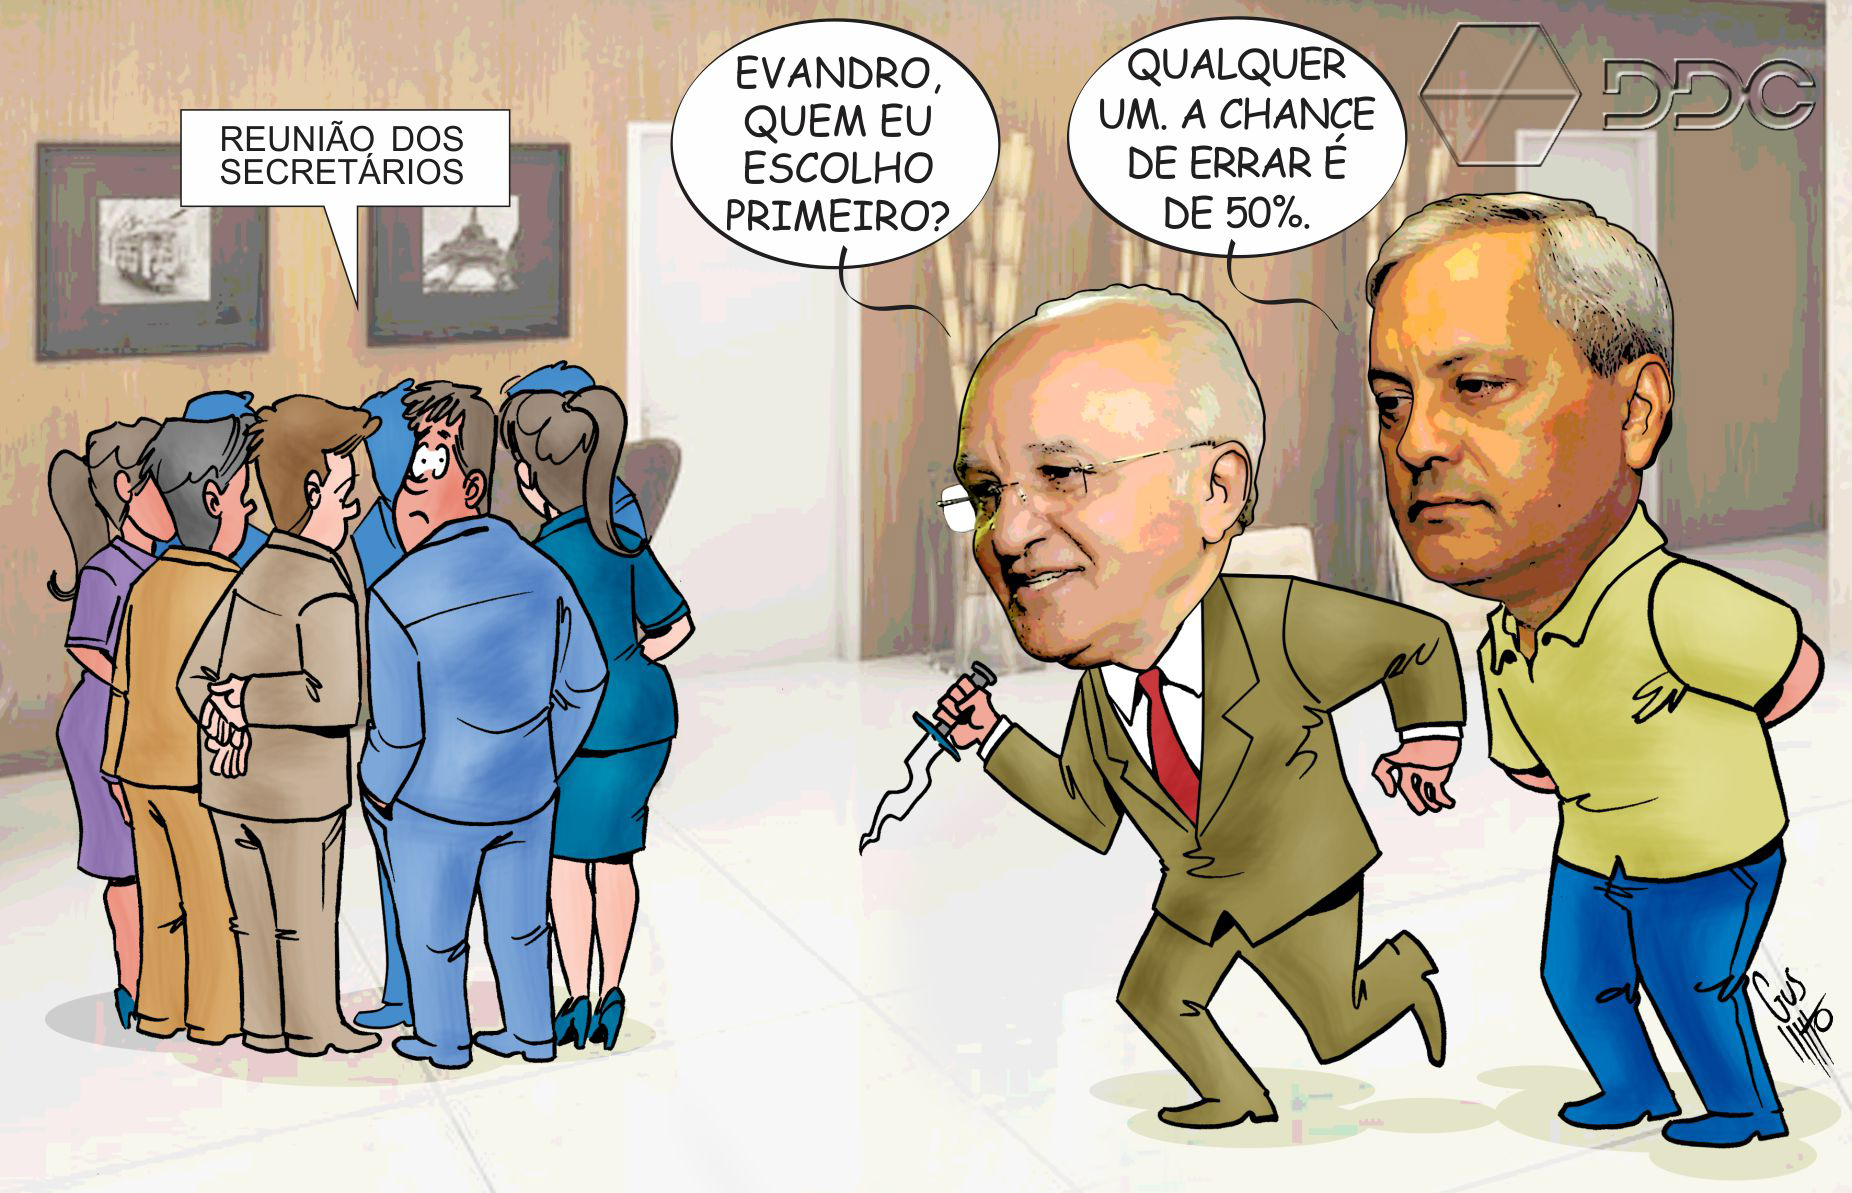 REUNIÃO DOS
SECRETÁRIOS
EVANDRO,
QUEM EU
ESCOLHO
PRIMEIRO?
QUALQUER
UM. A CHANCE
DE ERRAR É
DE 50%.
DDC
GUS